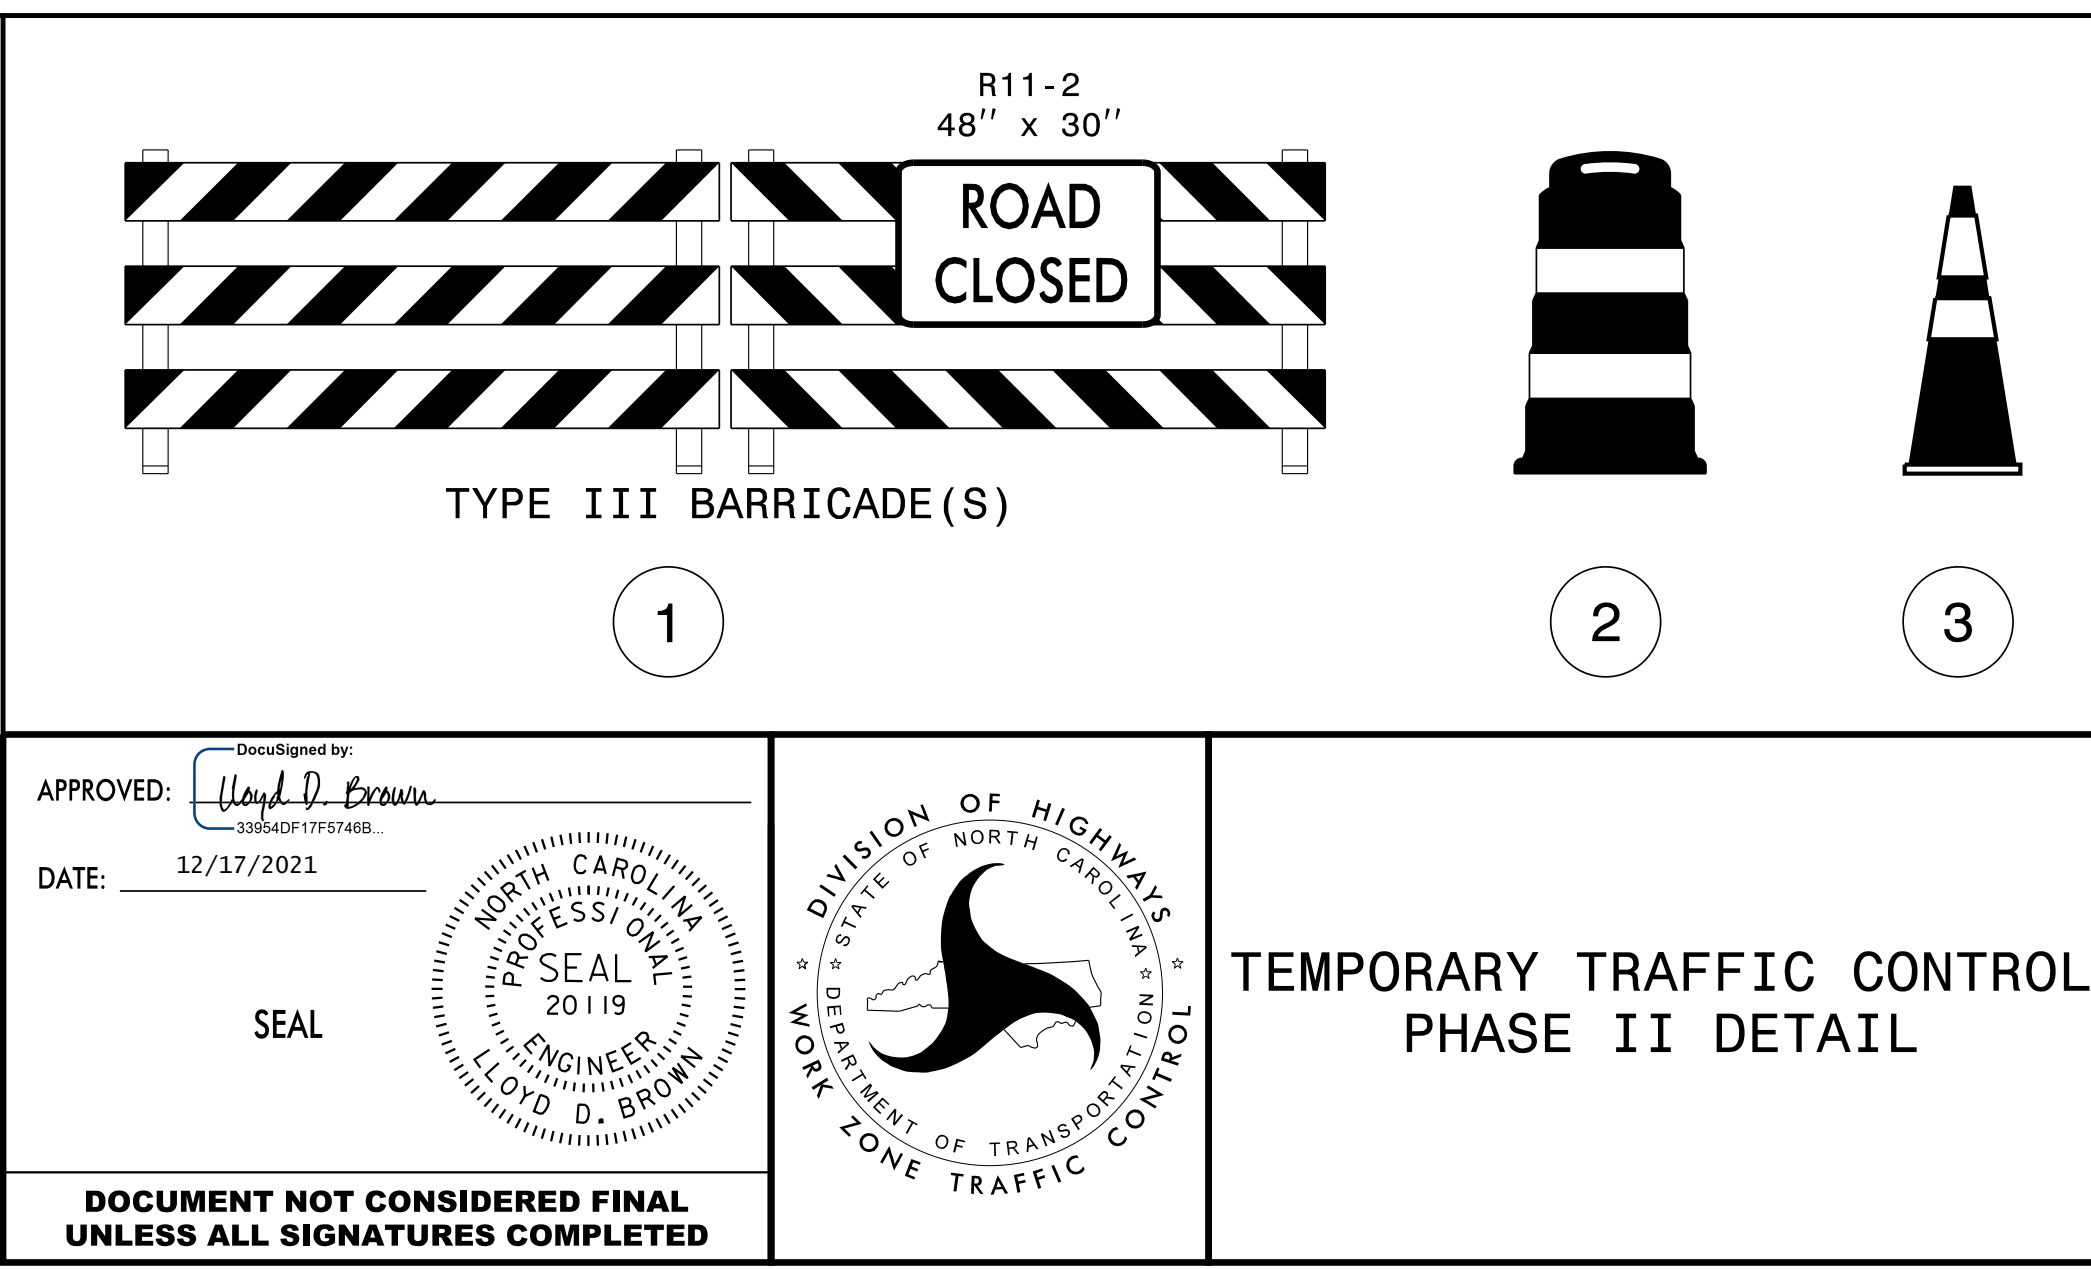 R11-2
48'' x 30''
ROAD
CLOSED
TYPE III BARRICADE(S)
1
2
3
DocuSigned by:
APPROVED: Lloyd D. Brown
33954DF17F5746B...
DATE: 12/17/2021
SEAL
NORTH CAROLINA
PROFESSIONAL
SEAL
20119
ENGINEER
LLOYD D. BROWN
DOCUMENT NOT CONSIDERED FINAL
UNLESS ALL SIGNATURES COMPLETED
DIVISION OF HIGHWAYS
STATE OF NORTH CAROLINA
DEPARTMENT OF TRANSPORTATION
WORK ZONE TRAFFIC CONTROL
TEMPORARY TRAFFIC CONTROL
PHASE II DETAIL